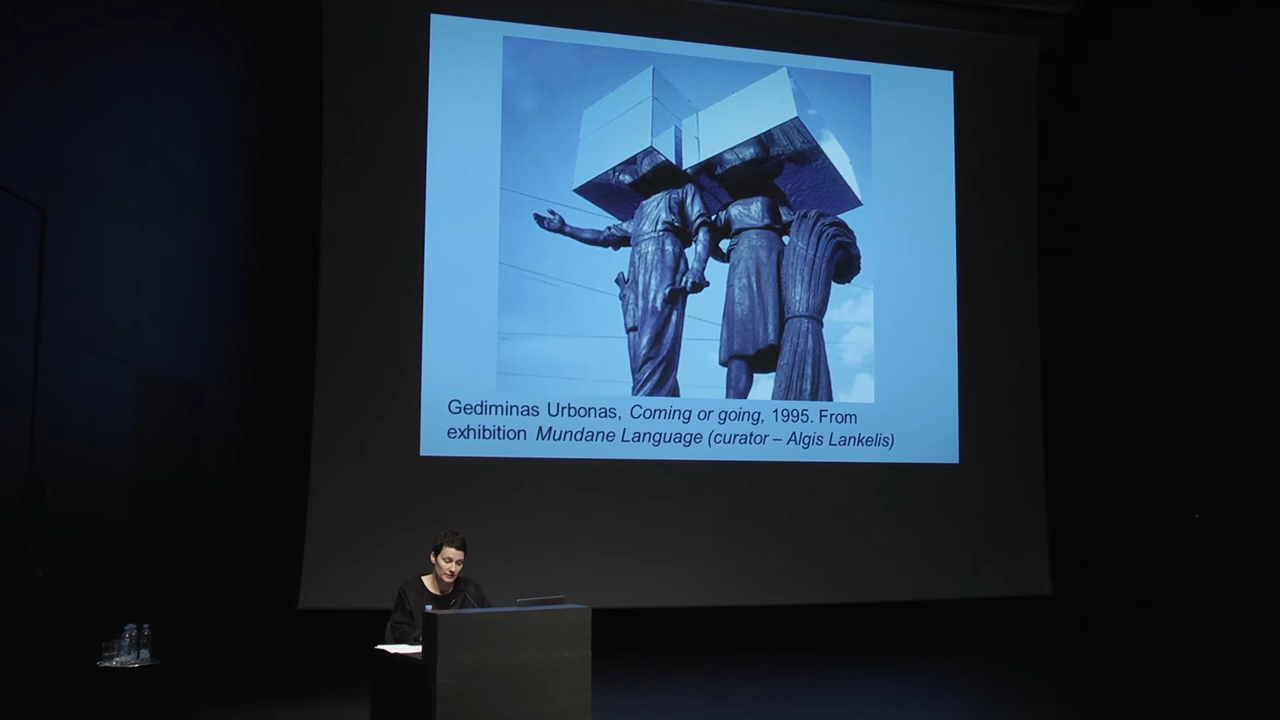 Gediminas Urbonas, Coming or going, 1995. From
exhibition Mundane Language (curator – Algis Lankelis)